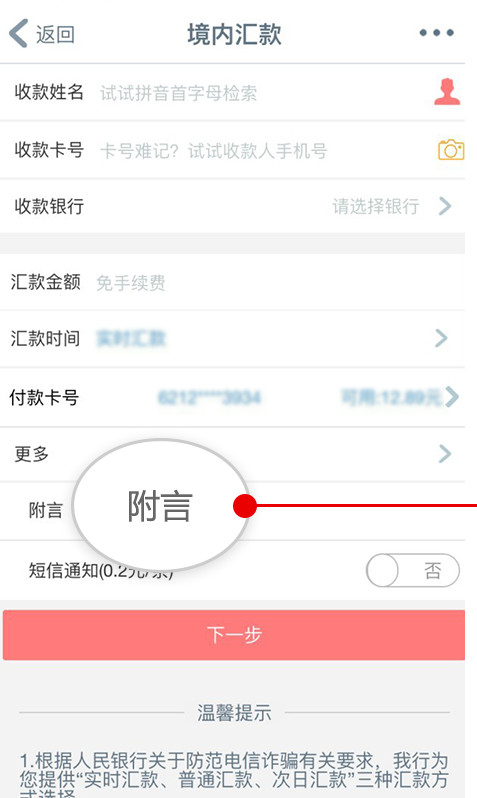 返回 境内汇款
收款姓名 试试拼音首字母检索
收款卡号 卡号难记？试试收款人手机号
收款银行 请选择银行
汇款金额 免手续费
汇款时间 实时汇款
付款卡号 6212****3934 可用:12.89元
更多
附言 附言
短信通知(0.2元/条) 否
下一步
温馨提示
1.根据人民银行关于防范电信诈骗有关要求，我行为
您提供“实时汇款、普通汇款、次日汇款”三种汇款方
式选择